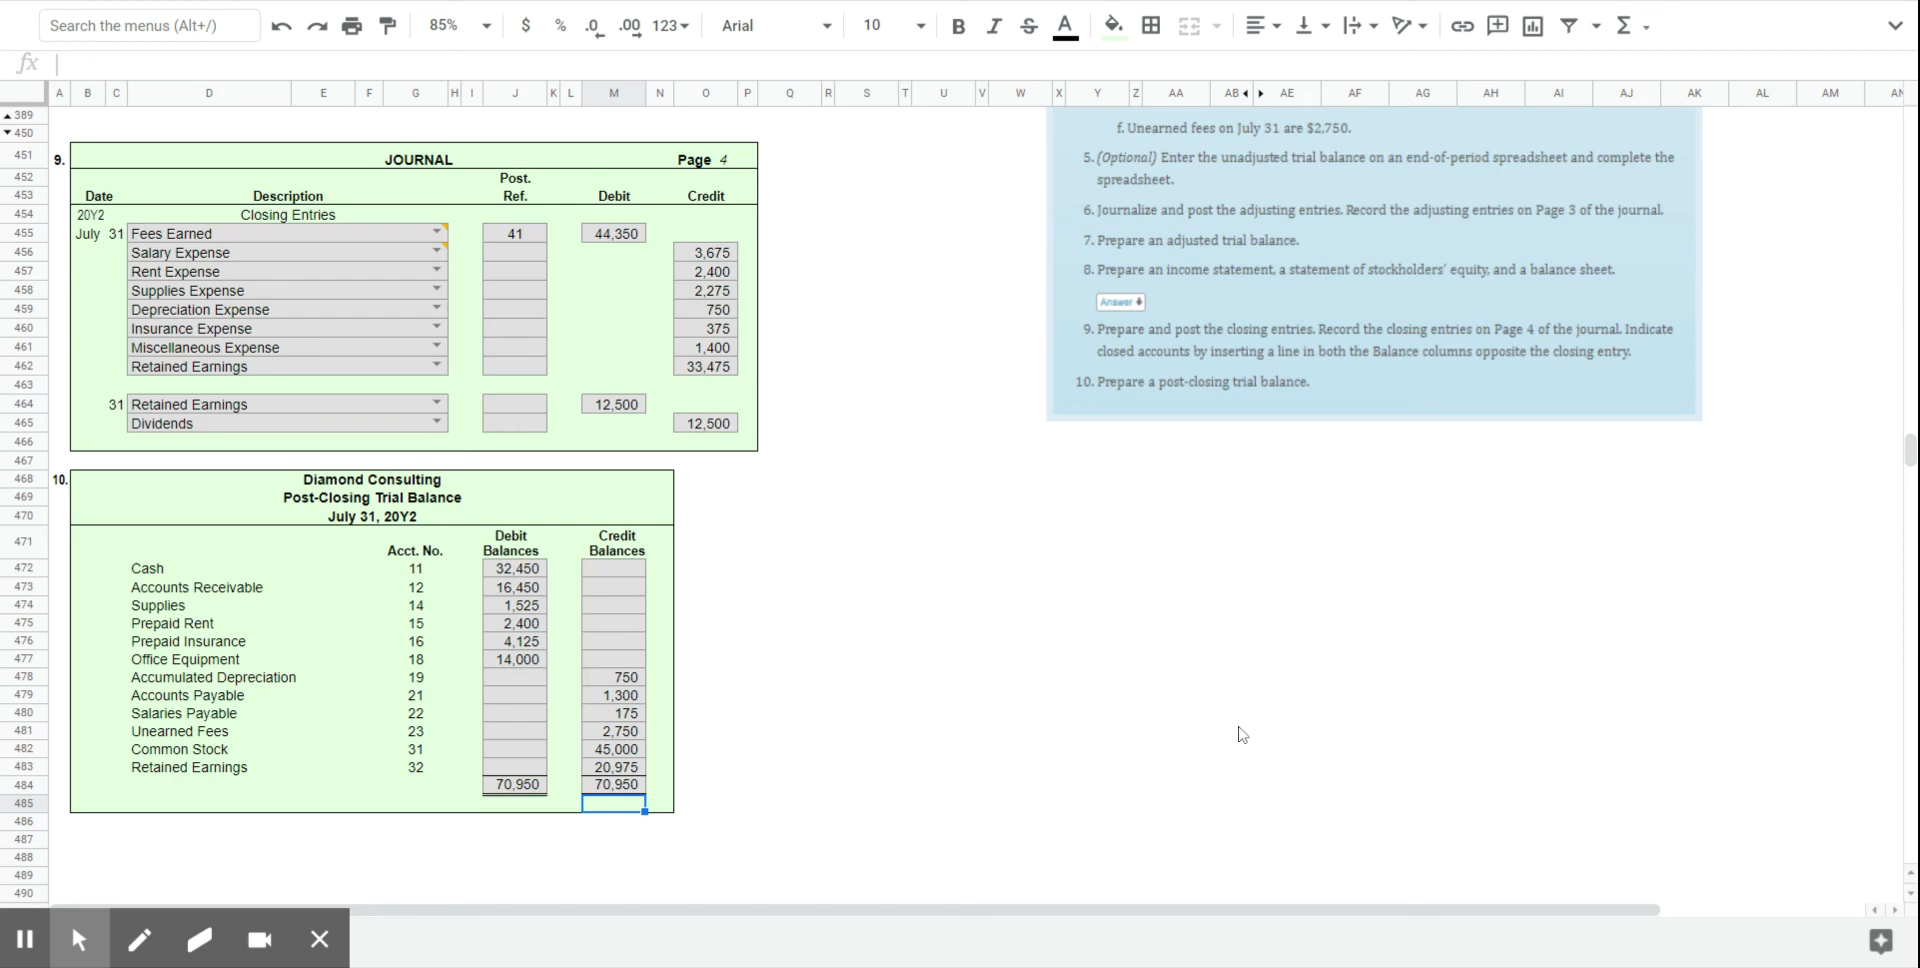 Search the menus (Alt+/) 85% $ % .0 .00 123 Arial 10 B I S A Σ
fx
A B C D E F G H I J K L M N O P Q R S T U V W X Y Z AA AB AE AF AG AH AI AJ AK AL AM AN
389
450 f. Unearned fees on July 31 are $2,750.
451 9. JOURNAL Page 4 5. (Optional) Enter the unadjusted trial balance on an end-of-period spreadsheet and complete the
452 Post. spreadsheet.
453 Date Description Ref. Debit Credit
454 20Y2 Closing Entries 6. Journalize and post the adjusting entries. Record the adjusting entries on Page 3 of the journal.
455 July 31 Fees Earned 41 44,350 7. Prepare an adjusted trial balance.
456 Salary Expense 3,675
457 Rent Expense 2,400 8. Prepare an income statement, a statement of stockholders' equity, and a balance sheet.
458 Supplies Expense 2,275 Answer
459 Depreciation Expense 750
460 Insurance Expense 375 9. Prepare and post the closing entries. Record the closing entries on Page 4 of the journal. Indicate
461 Miscellaneous Expense 1,400 closed accounts by inserting a line in both the Balance columns opposite the closing entry.
462 Retained Earnings 33,475
463 10. Prepare a post-closing trial balance.
464 31 Retained Earnings 12,500
465 Dividends 12,500
466
467
468 10. Diamond Consulting
469 Post-Closing Trial Balance
470 July 31, 20Y2
471 Debit Credit
Acct. No. Balances Balances
472 Cash 11 32,450
473 Accounts Receivable 12 16,450
474 Supplies 14 1,525
475 Prepaid Rent 15 2,400
476 Prepaid Insurance 16 4,125
477 Office Equipment 18 14,000
478 Accumulated Depreciation 19 750
479 Accounts Payable 21 1,300
480 Salaries Payable 22 175
481 Unearned Fees 23 2,750
482 Common Stock 31 45,000
483 Retained Earnings 32 20,975
484 70,950 70,950
485
486
487
488
489
490